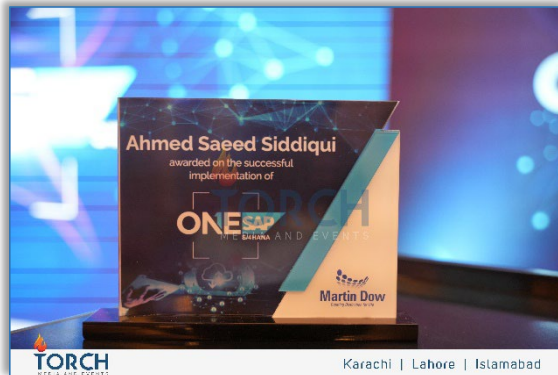 Ahmed Saeed Siddiqui
awarded on the successful
implementation of
ONE SAP
S/4HANA
TORCH
MEDIA AND EVENTS
Martin Dow
TORCH
MEDIA AND EVENTS
Karachi | Lahore | Islamabad